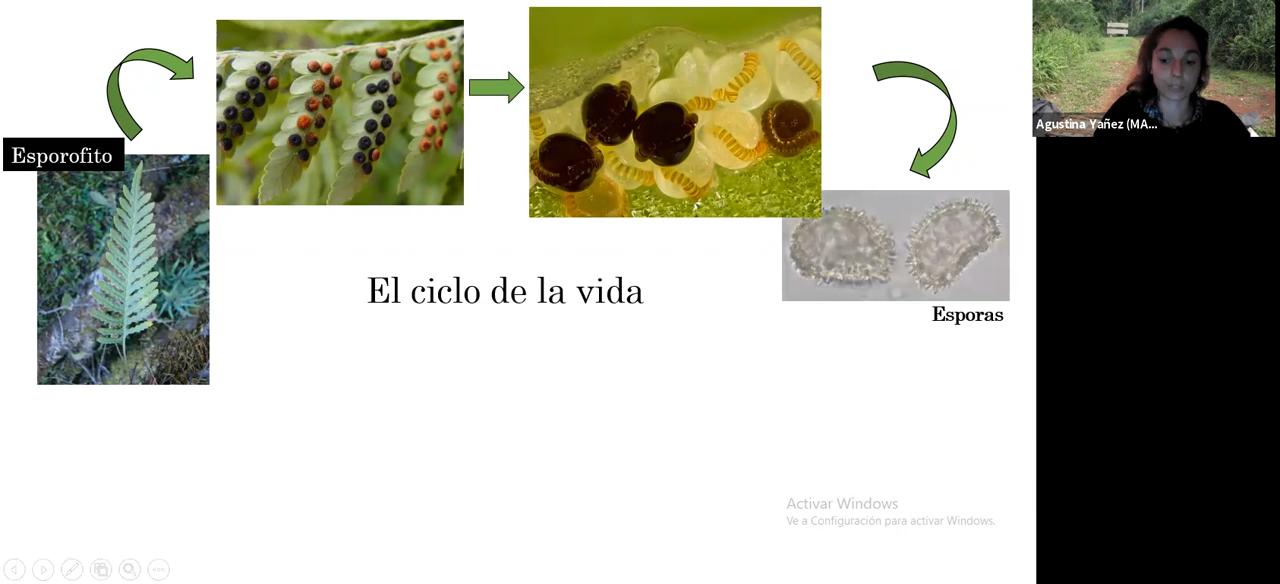 Esporofito
El ciclo de la vida
Esporas
Agustina Yañez (MA...
Activar Windows
Ve a Configuración para activar Windows.